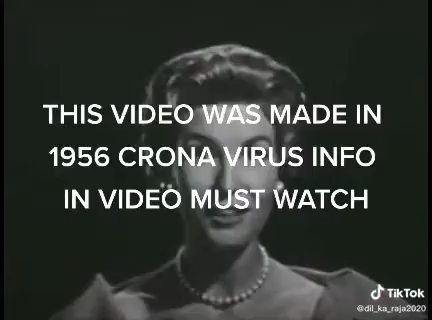 THIS VIDEO WAS MADE IN
1956 CRONA VIRUS INFO
IN VIDEO MUST WATCH
TikTok
@dil_ka_raja2020